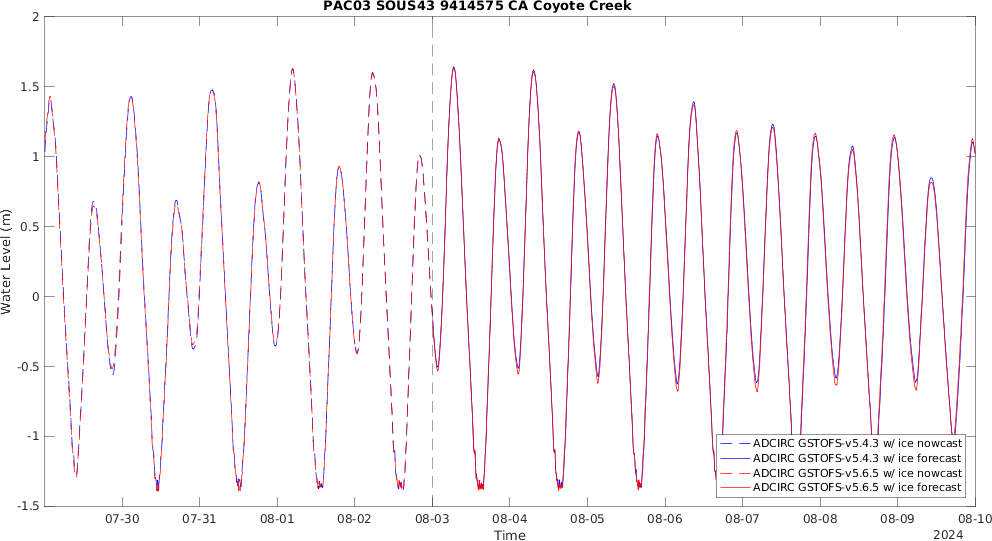 PAC03 SOUS43 9414575 CA Coyote Creek
2
1.5
1
0.5
0
-0.5
-1
-1.5
Water Level (m)
ADCIRC GSTOFS-v5.4.3 w/ ice nowcast
ADCIRC GSTOFS-v5.4.3 w/ ice forecast
ADCIRC GSTOFS-v5.6.5 w/ ice nowcast
ADCIRC GSTOFS-v5.6.5 w/ ice forecast
07-30 07-31 08-01 08-02 08-03 08-04 08-05 08-06 08-07 08-08 08-09 08-10
Time
2024